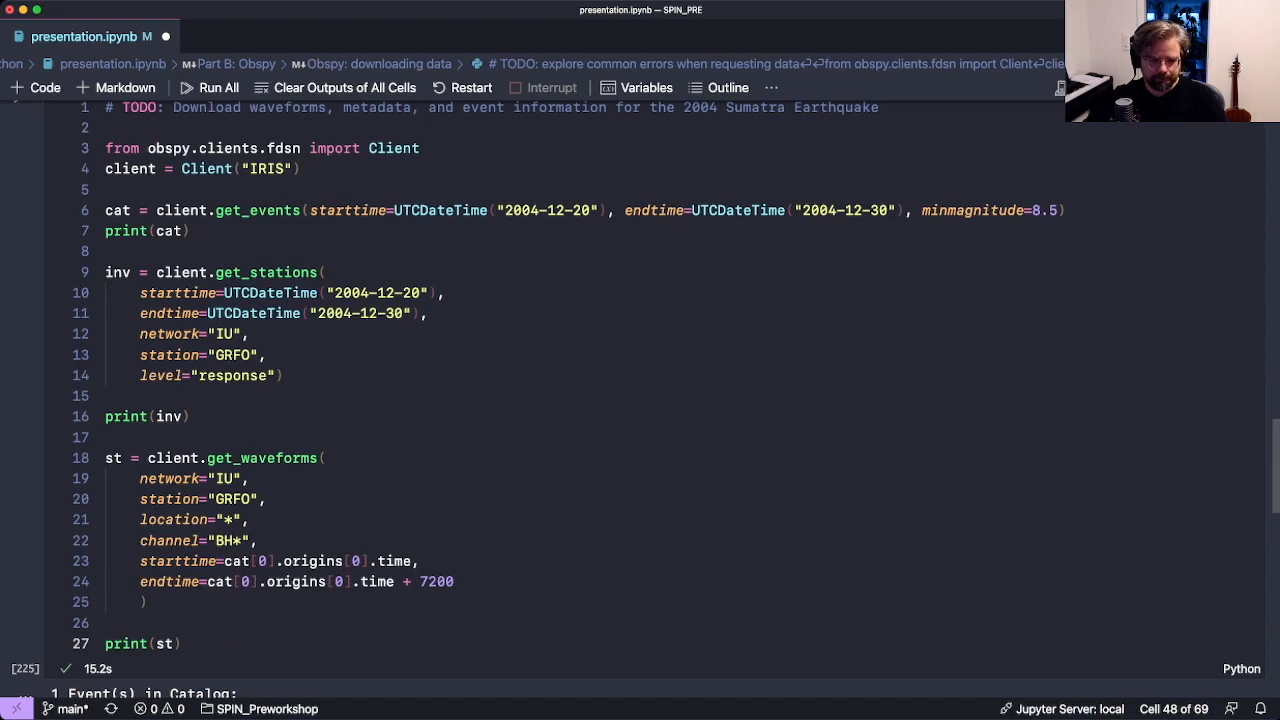 presentation.ipynb — SPIN_PRE
presentation.ipynb M
thon > presentation.ipynb > Part B: Obspy > Obspy: downloading data > # TODO: explore common errors when requesting data↵↵from obspy.clients.fdsn import Client↵clien
+ Code + Markdown Run All Clear Outputs of All Cells Restart Interrupt Variables Outline ...
1 # TODO: Download waveforms, metadata, and event information for the 2004 Sumatra Earthquake
2
3 from obspy.clients.fdsn import Client
4 client = Client("IRIS")
5
6 cat = client.get_events(starttime=UTCDateTime("2004-12-20"), endtime=UTCDateTime("2004-12-30"), minmagnitude=8.5)
7 print(cat)
8
9 inv = client.get_stations(
10 starttime=UTCDateTime("2004-12-20"),
11 endtime=UTCDateTime("2004-12-30"),
12 network="IU",
13 station="GRFO",
14 level="response")
15
16 print(inv)
17
18 st = client.get_waveforms(
19 network="IU",
20 station="GRFO",
21 location="*",
22 channel="BH*",
23 starttime=cat[0].origins[0].time,
24 endtime=cat[0].origins[0].time + 7200
25 )
26
27 print(st)
[225] ✓ 15.2s Python
1 Event(s) in Catalog:
main* 0 0 SPIN_Preworkshop Jupyter Server: local Cell 48 of 69